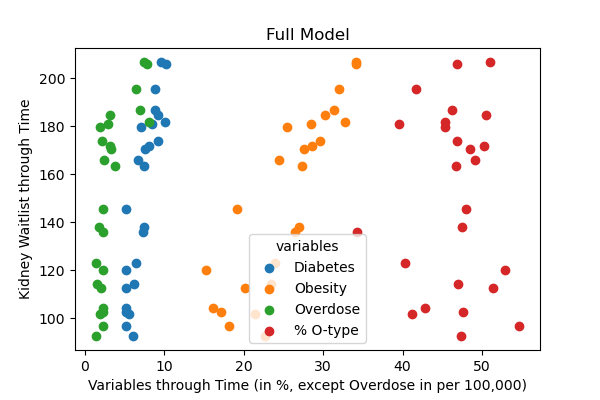 Full Model
Kidney Waitlist through Time
200
180
160
140
120
100
variables
Diabetes
Obesity
Overdose
% O-type
0 10 20 30 40 50
Variables through Time (in %, except Overdose in per 100,000)